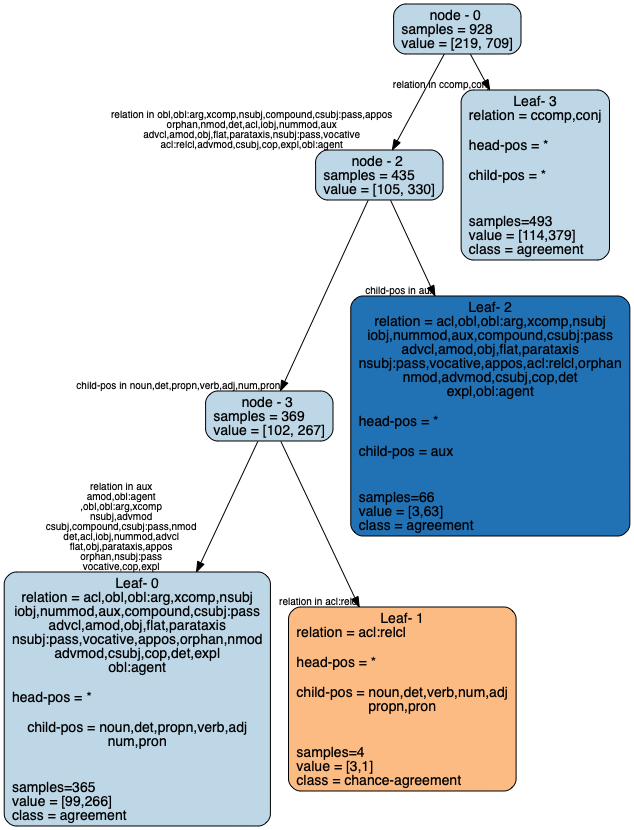 node - 0
samples = 928
value = [219, 709]
relation in ccomp,conj
Leaf- 3
relation = ccomp,conj
head-pos = *
child-pos = *
samples=493
value = [114,379]
class = agreement
relation in obl,obl:arg,xcomp,nsubj,compound,csubj:pass,appos
orphan,nmod,det,acl,iobj,nummod,aux
advcl,amod,obj,flat,parataxis,nsubj:pass,vocative
acl:relcl,advmod,csubj,cop,expl,obl:agent
node - 2
samples = 435
value = [105, 330]
child-pos in aux
Leaf- 2
relation = acl,obl,obl:arg,xcomp,nsubj
iobj,nummod,aux,compound,csubj:pass
advcl,amod,obj,flat,parataxis
nsubj:pass,vocative,appos,acl:relcl,orphan
nmod,advmod,csubj,cop,det
expl,obl:agent
head-pos = *
child-pos = aux
samples=66
value = [3,63]
class = agreement
child-pos in noun,det,propn,verb,adj,num,pron
node - 3
samples = 369
value = [102, 267]
relation in aux
amod,obl:agent
,obl,obl:arg,xcomp
nsubj,advmod
csubj,compound,csubj:pass,nmod
det,acl,iobj,nummod,advcl
flat,obj,parataxis,appos
orphan,nsubj:pass
vocative,cop,expl
Leaf- 0
relation = acl,obl,obl:arg,xcomp,nsubj
iobj,nummod,aux,compound,csubj:pass
advcl,amod,obj,flat,parataxis
nsubj:pass,vocative,appos,orphan,nmod
advmod,csubj,cop,det,expl
obl:agent
head-pos = *
child-pos = noun,det,propn,verb,adj
num,pron
samples=365
value = [99,266]
class = agreement
relation in acl:relcl
Leaf- 1
relation = acl:relcl
head-pos = *
child-pos = noun,det,verb,num,adj
propn,pron
samples=4
value = [3,1]
class = chance-agreement